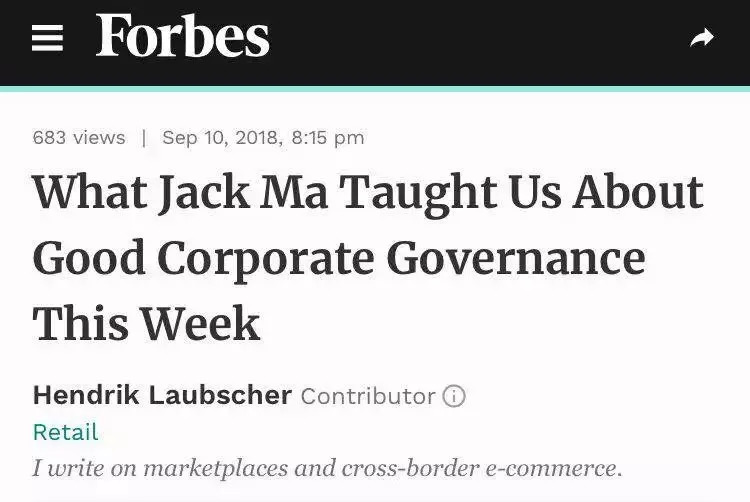 Forbes
683 views | Sep 10, 2018, 8:15 pm
What Jack Ma Taught Us About
Good Corporate Governance
This Week
Hendrik Laubscher Contributor
Retail
I write on marketplaces and cross-border e-commerce.